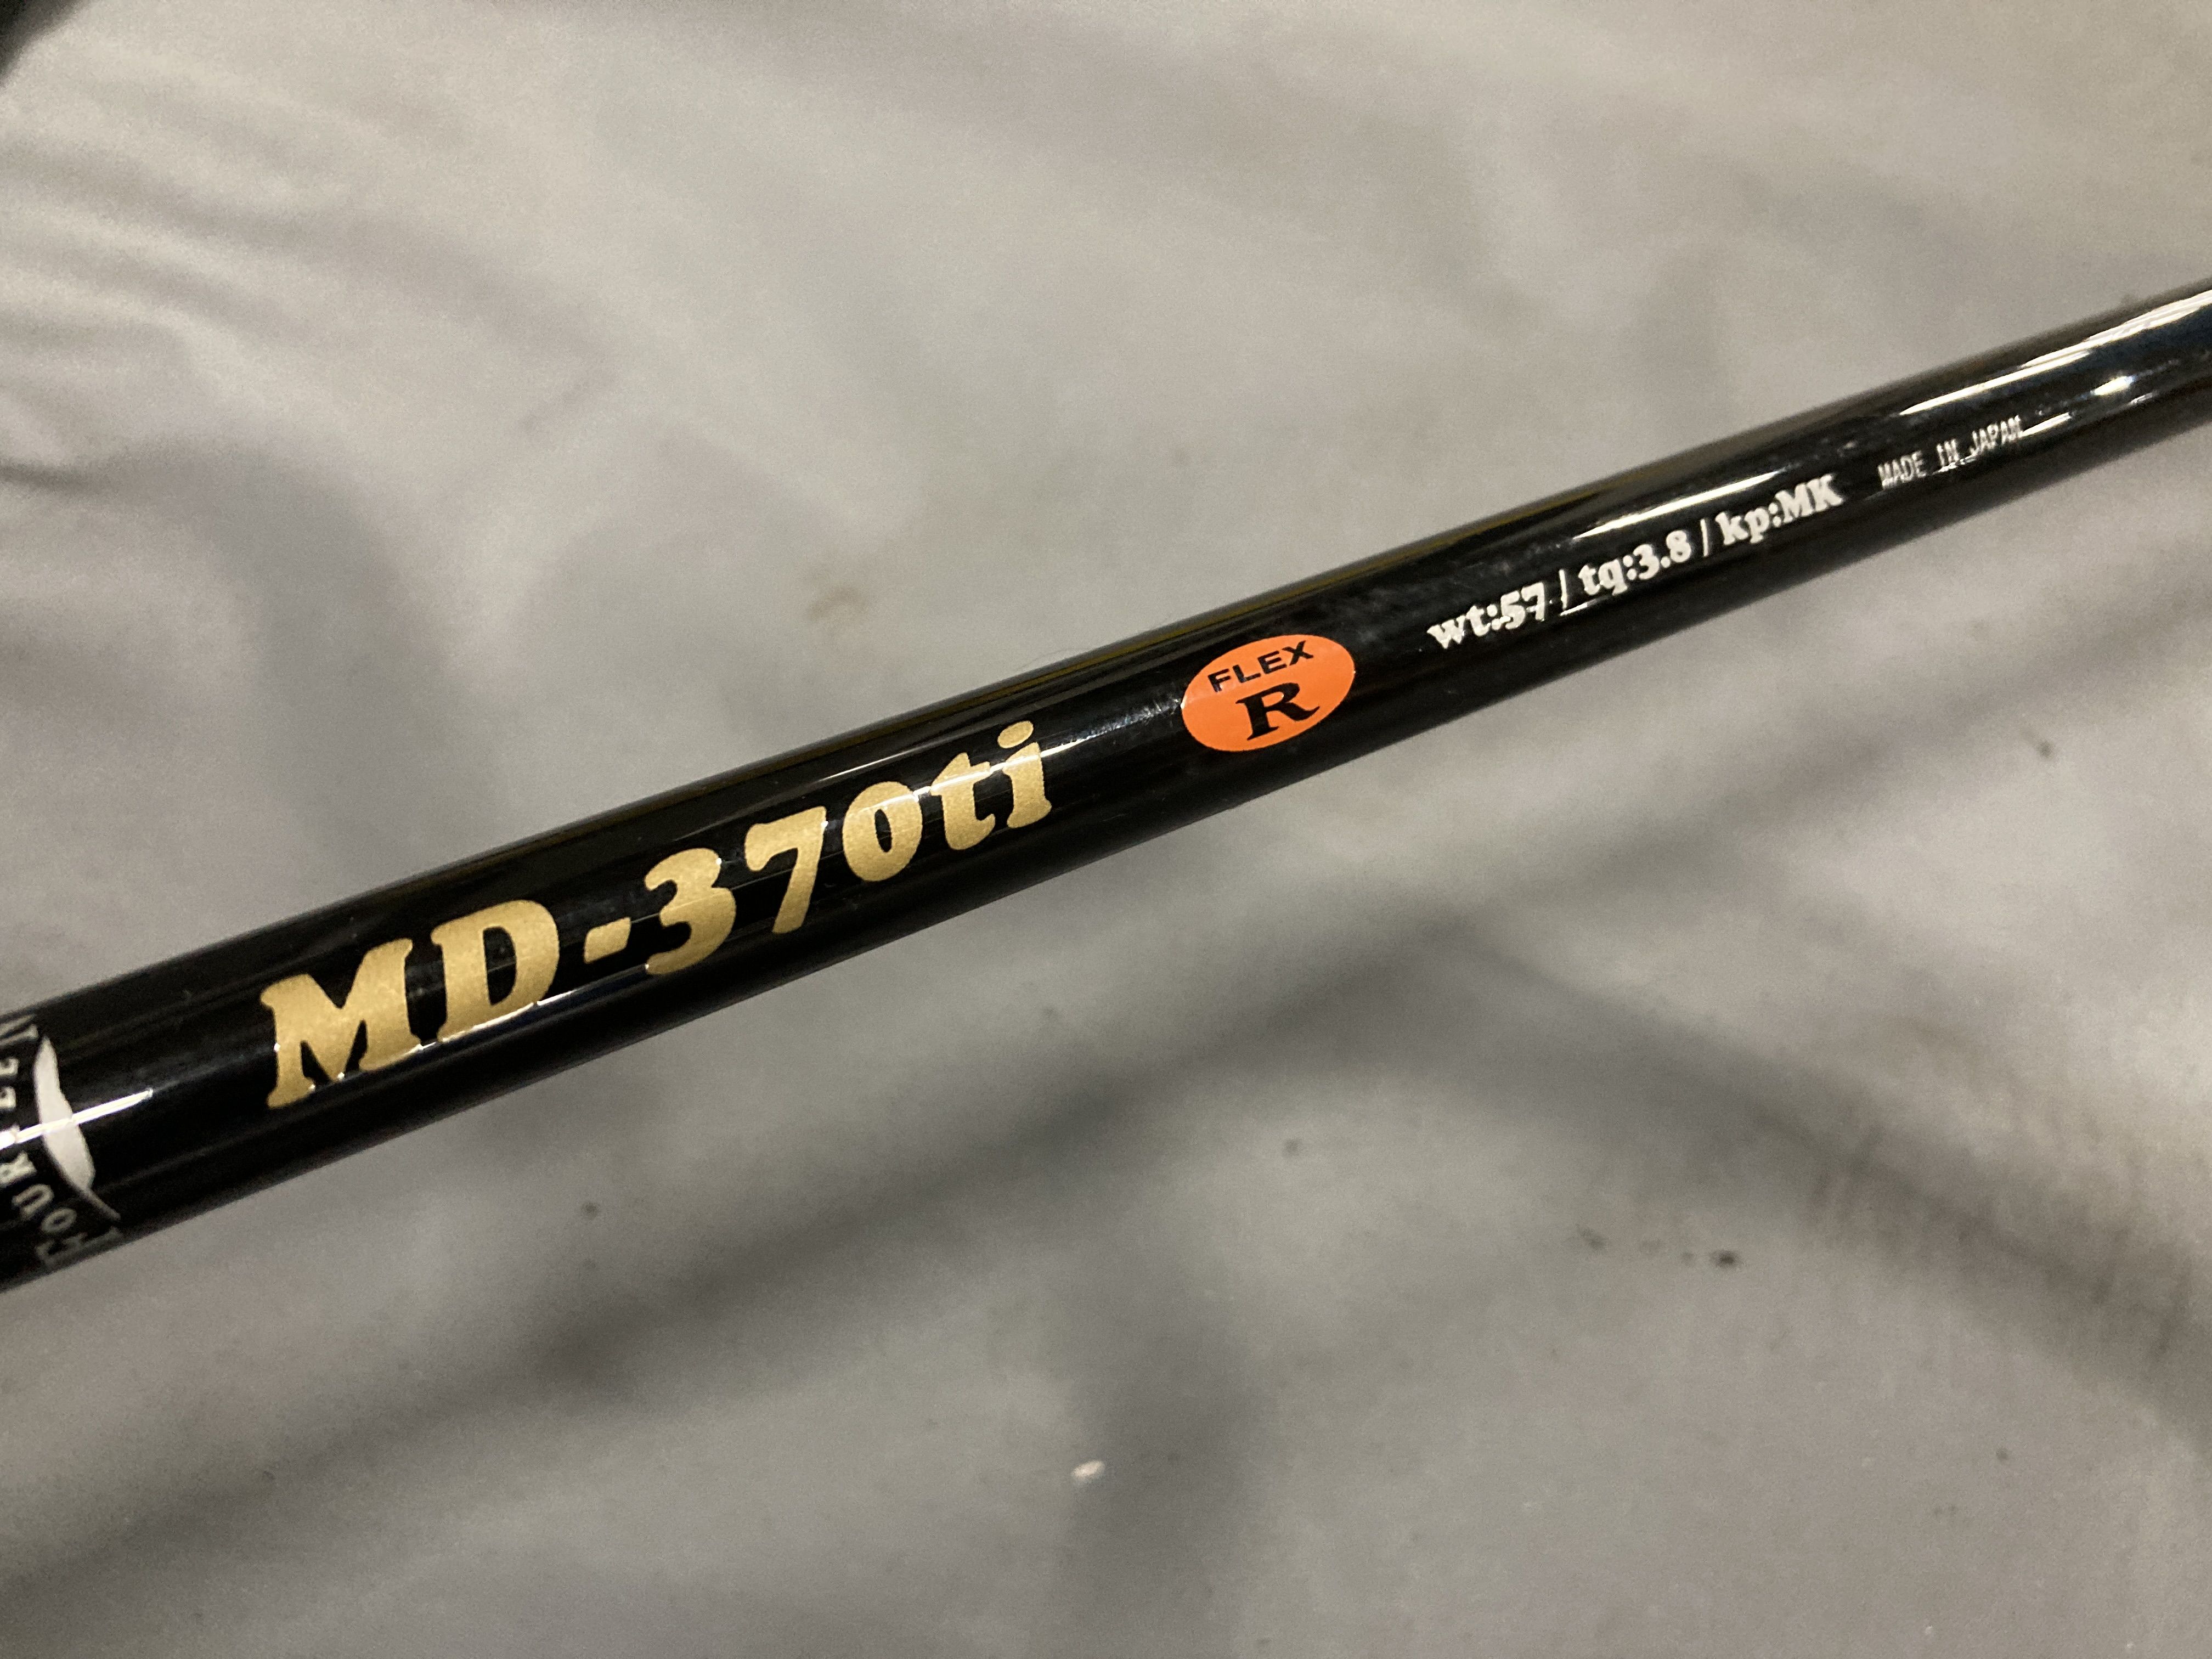 MD-370ti
FLEX
R
wt:57 / tq:3.8 / kp:MK
MADE IN JAPAN